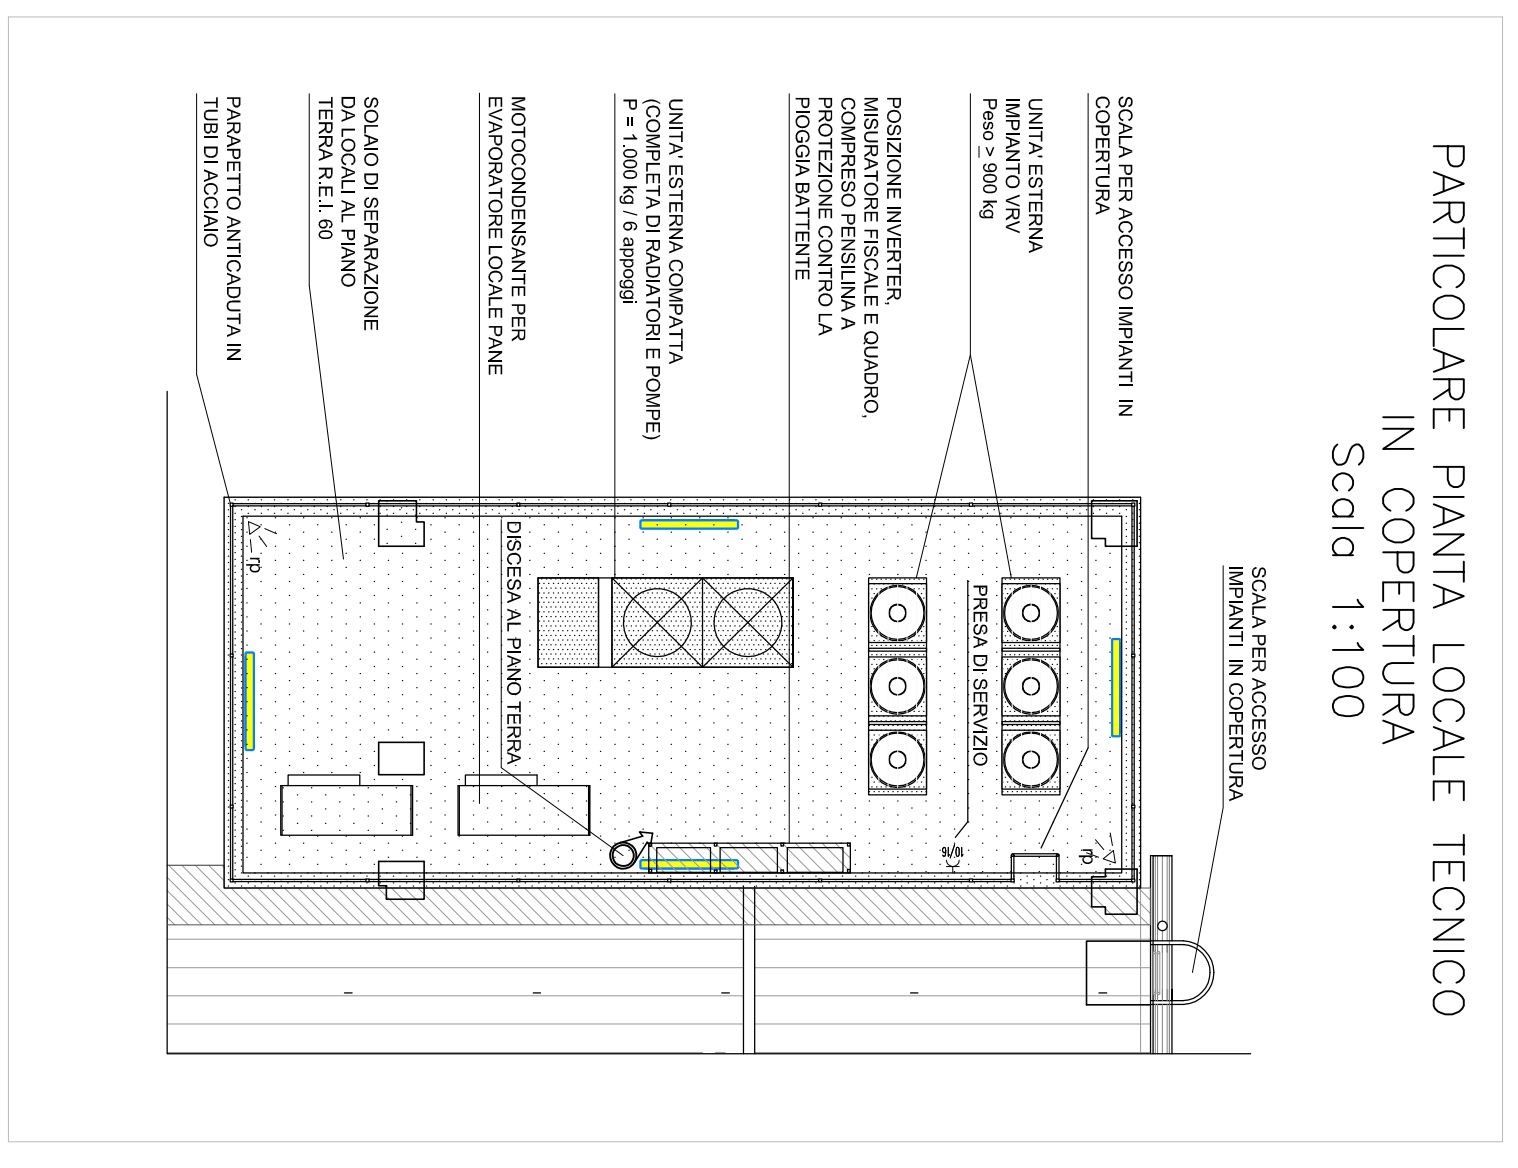 PARTICOLARE PIANTA LOCALE TECNICO
IN COPERTURA
Scala 1:100
SCALA PER ACCESSO
IMPIANTI IN COPERTURA
SCALA PER ACCESSO IMPIANTI IN
COPERTURA
UNITA' ESTERNA
IMPIANTO VRV
Peso > 900 kg
POSIZIONE INVERTER,
MISURATORE FISCALE E QUADRO,
COMPRESO PENSILINA A
PROTEZIONE CONTRO LA
PIOGGIA BATTENTE
UNITA' ESTERNA COMPATTA
(COMPLETA DI RADIATORI E POMPE)
P = 1.000 kg / 6 appoggi
MOTOCONDENSANTE PER
EVAPORATORE LOCALE PANE
SOLAIO DI SEPARAZIONE
DA LOCALI AL PIANO
TERRA R.E.I. 60
PARAPETTO ANTICADUTA IN
TUBI DI ACCIAIO
PRESA DI SERVIZIO
DISCESA AL PIANO TERRA
rp
rp
10/16